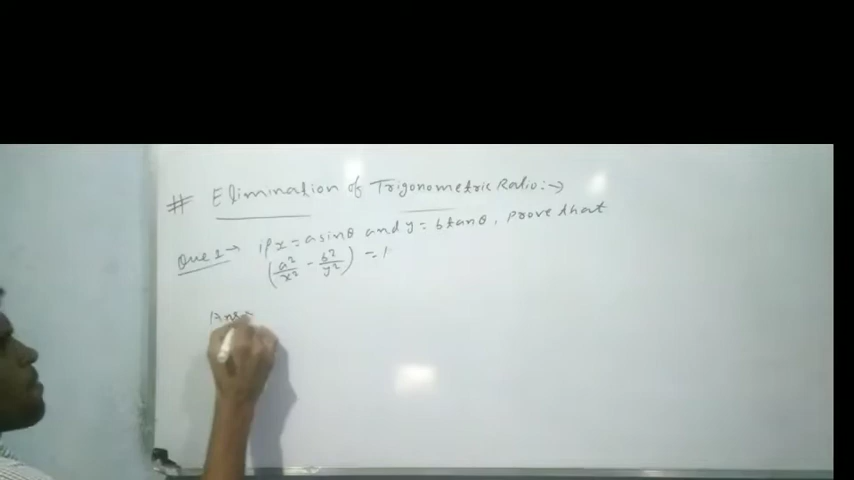 # Elimination of Trigonometric Ratio:→
Que 1→ if x = a sinθ and y = b tanθ, prove that
(a²/x² - b²/y²) = 1
Ans